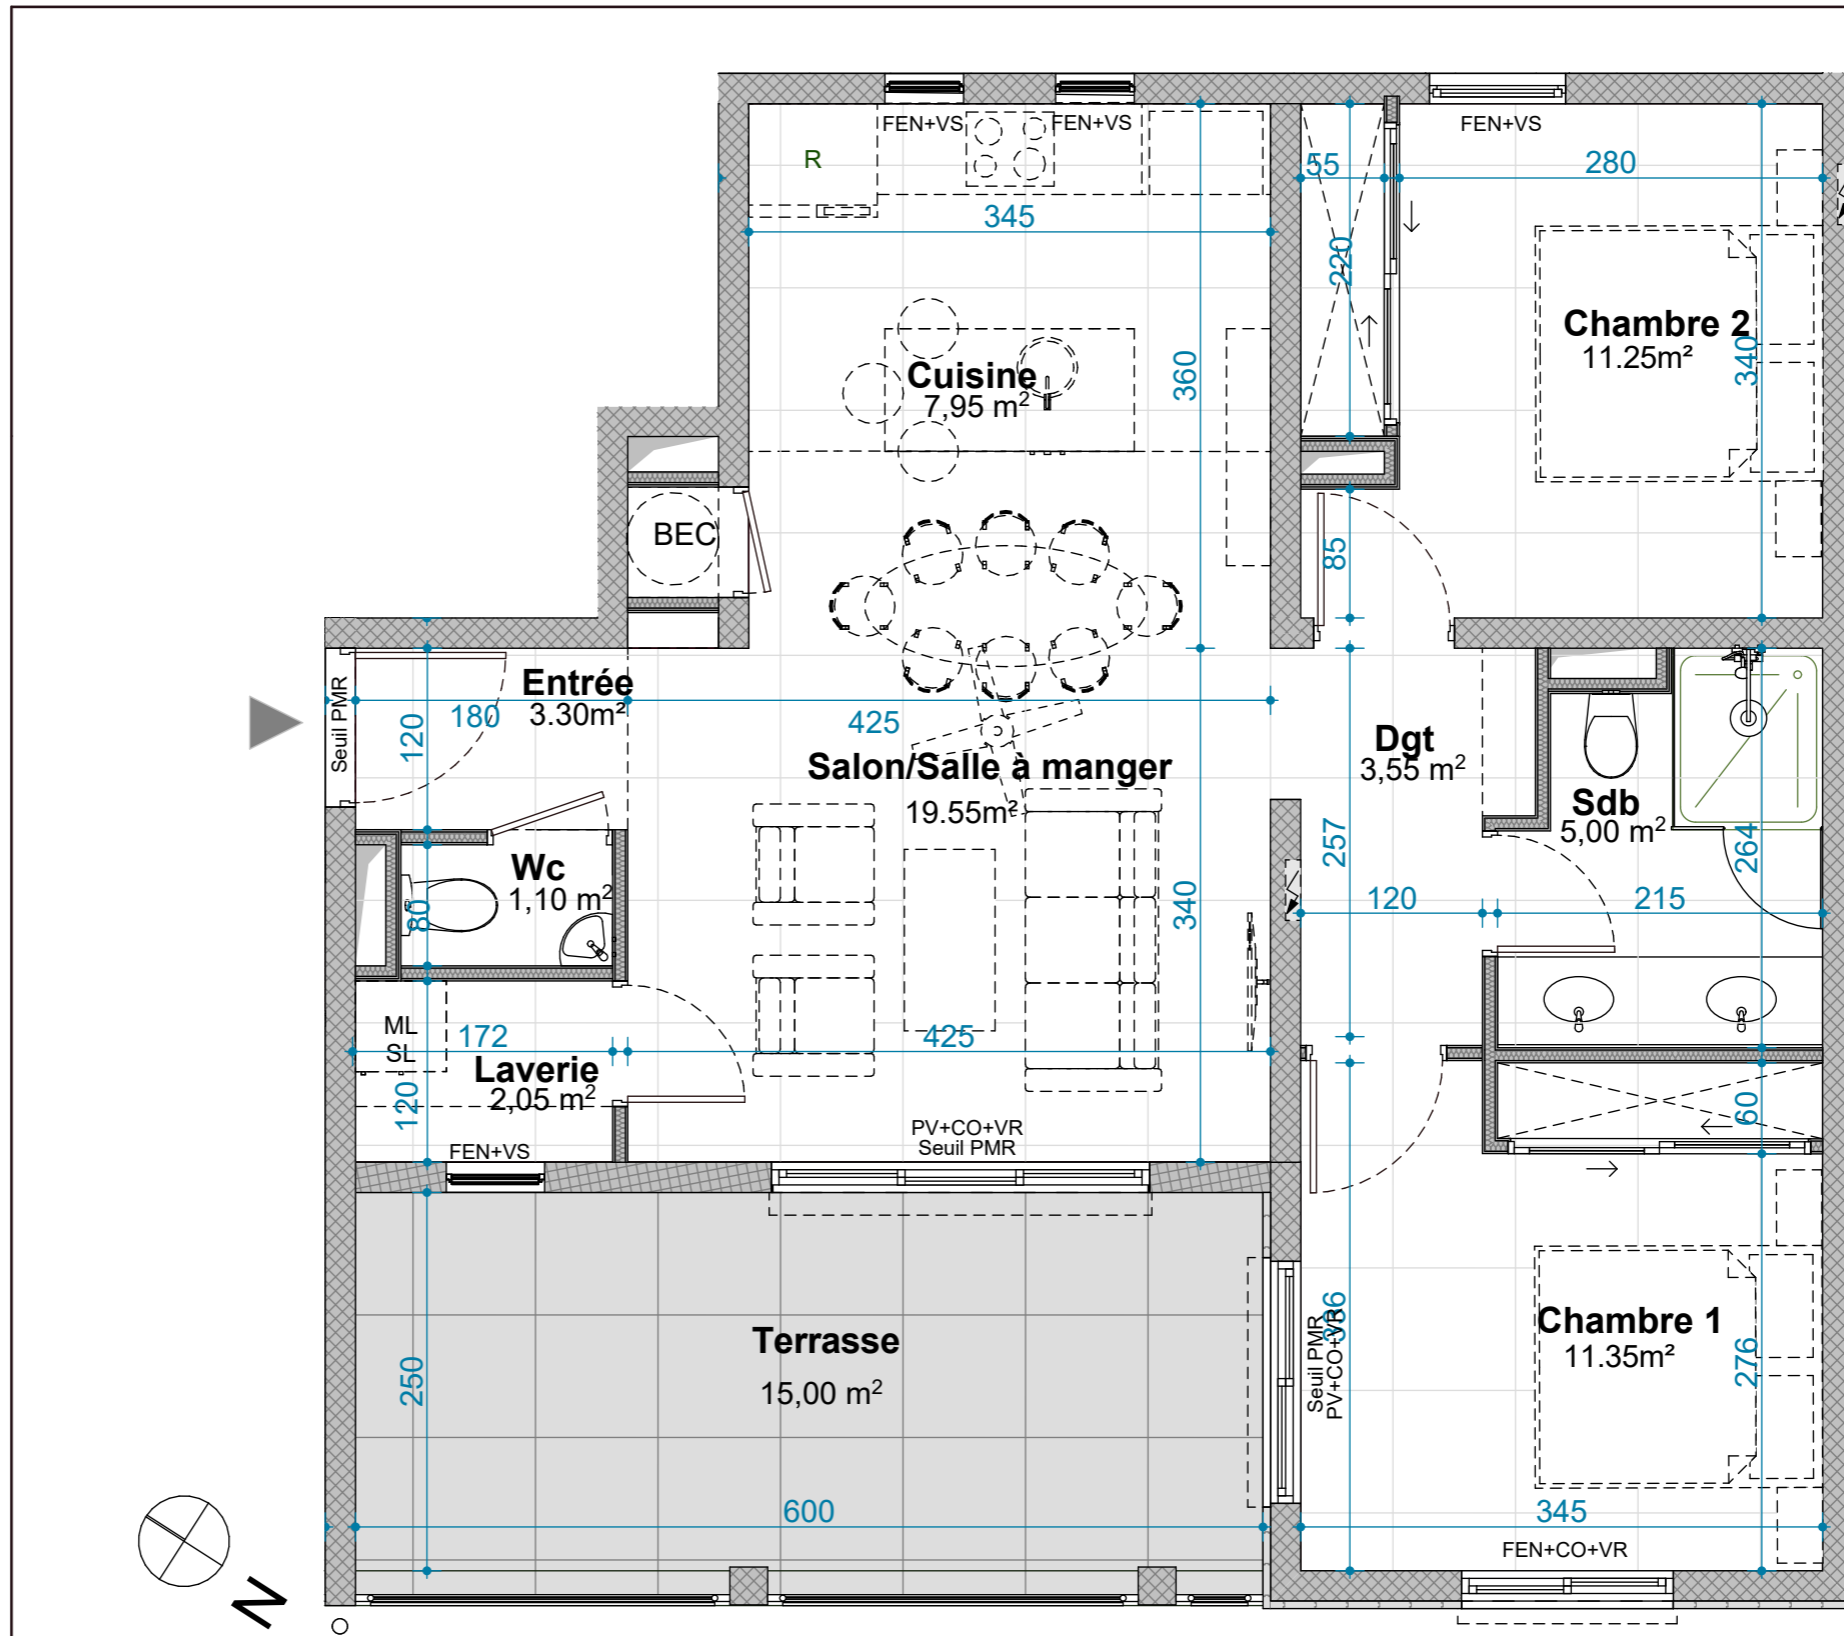 FEN+VS
FEN+VS
FEN+VS
R
55
280
345
220
Chambre 2
11.25m²
340
360
Cuisine
7,95 m²
BEC
85
Entrée
3.30m²
180
120
Seuil PMR
425
Salon/Salle à manger
19.55m²
Dgt
3,55 m²
Sdb
5,00 m²
264
257
Wc
1,10 m²
80
340
120
215
ML
SL
172
425
Laverie
2,05 m²
120
60
FEN+VS
PV+CO+VR
Seuil PMR
Terrasse
15,00 m²
250
Seuil PMR
PV+CO+VR
Chambre 1
11.35m²
276
600
345
FEN+CO+VR
N